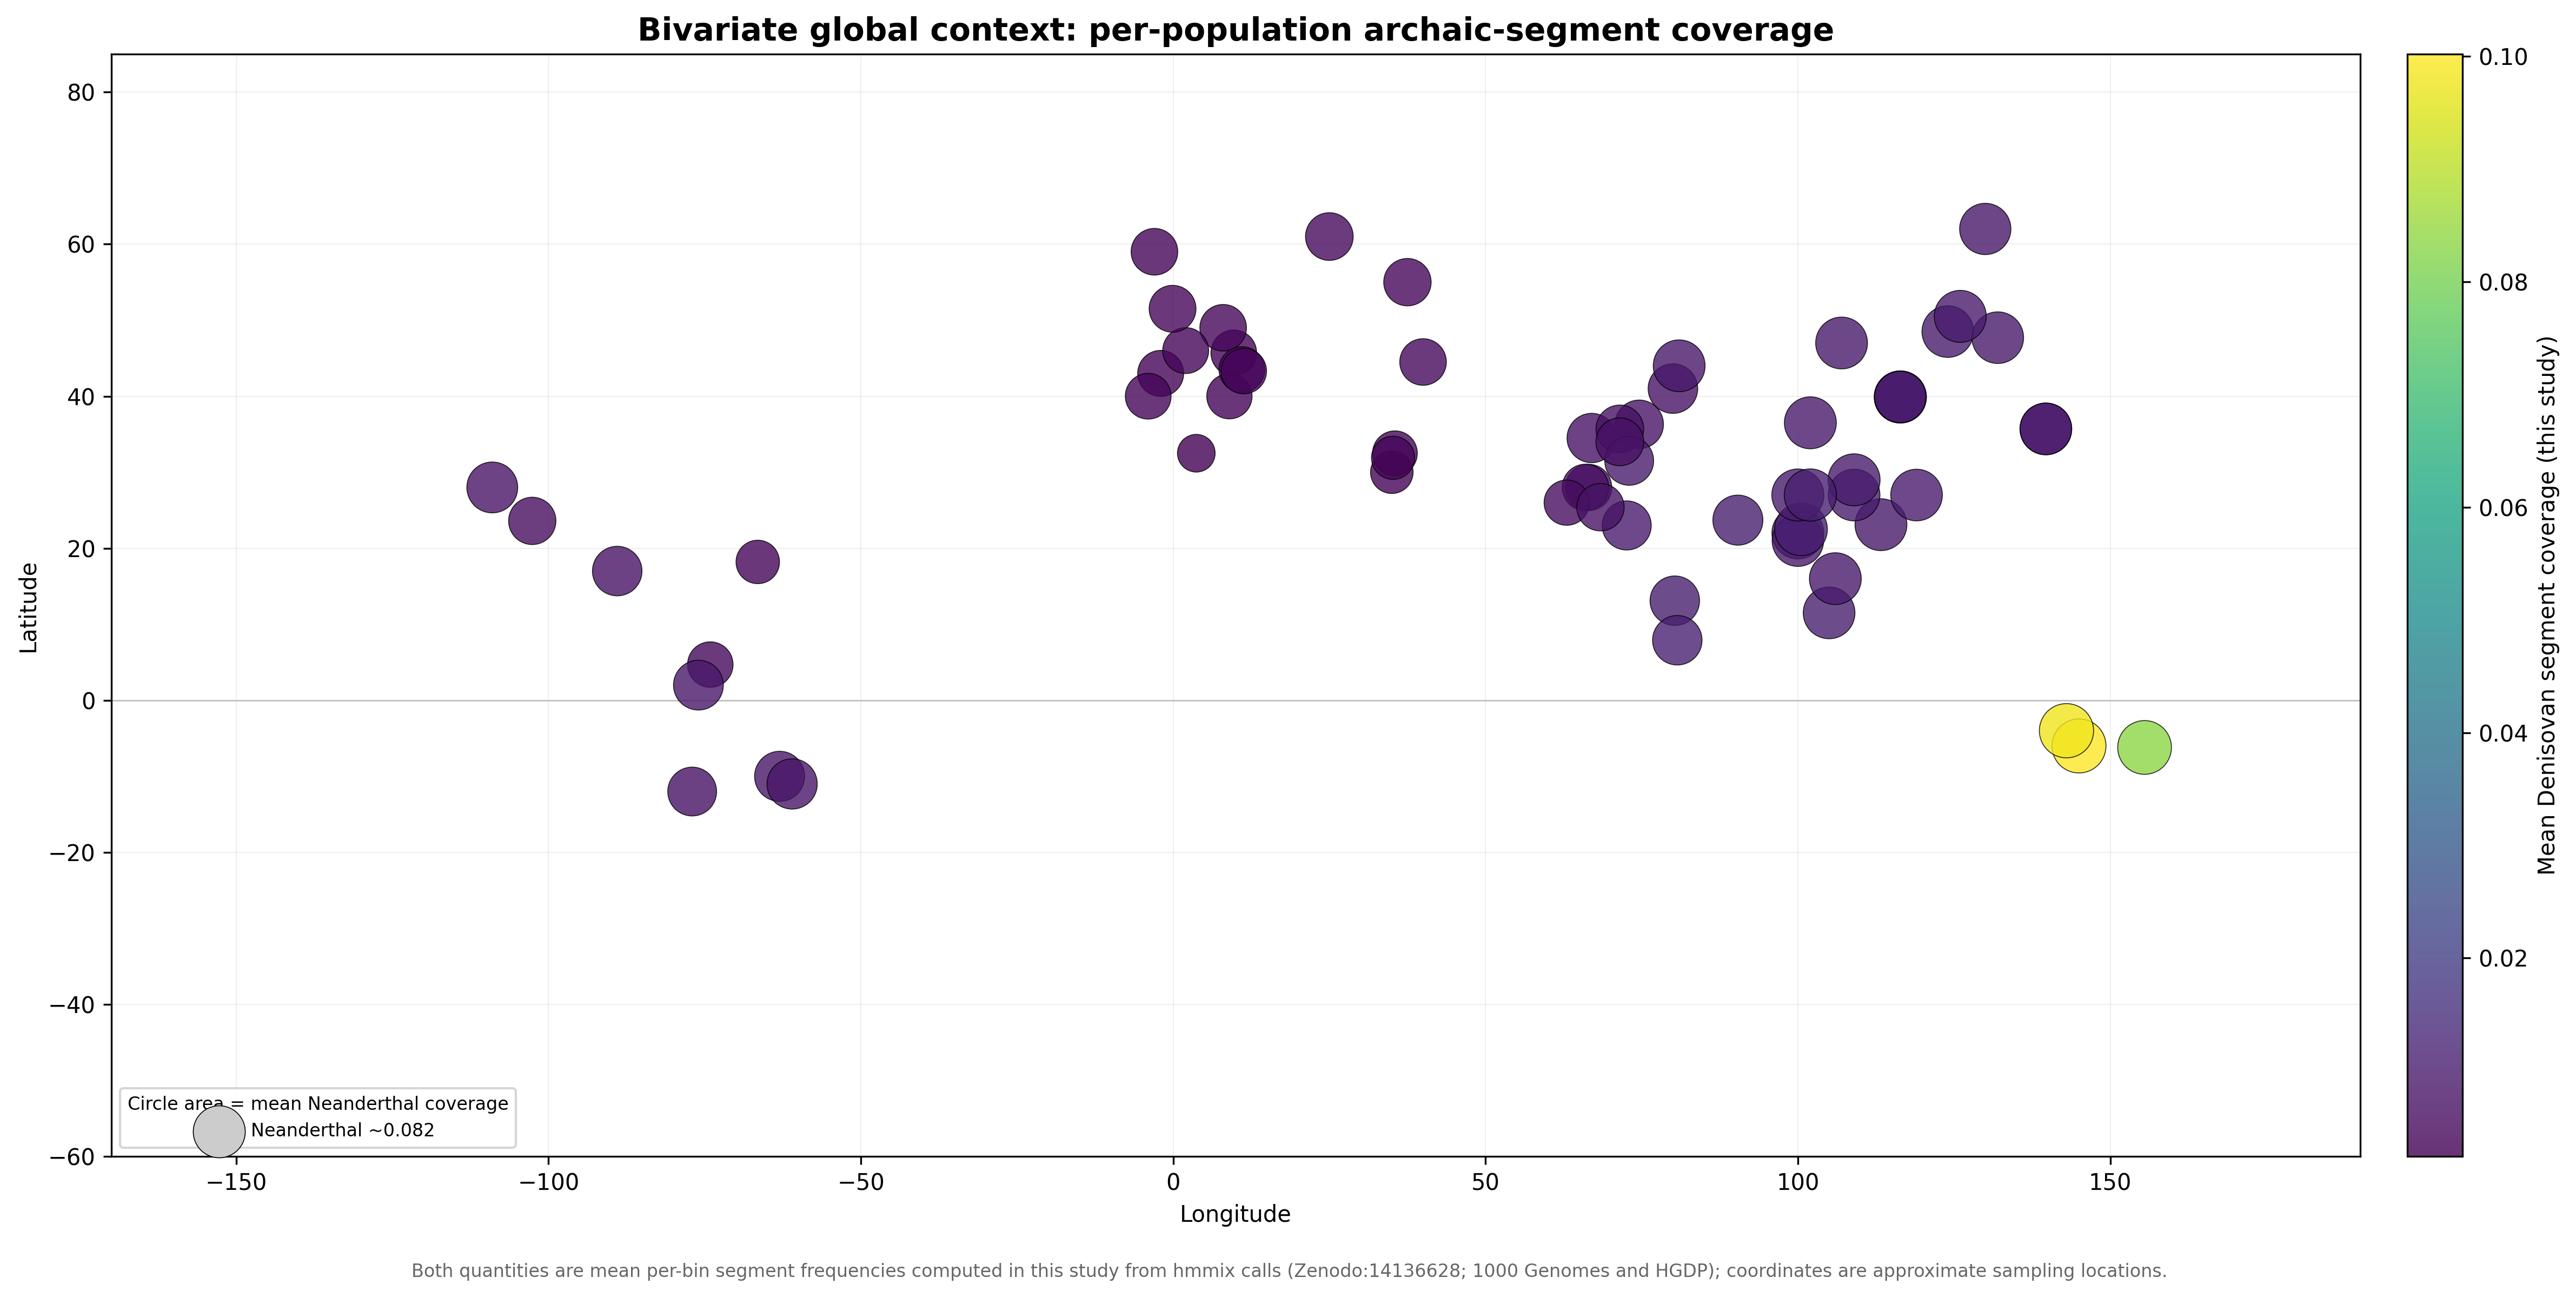 Bivariate global context: per-population archaic-segment coverage
80
60
40
20
0
−20
−40
−60
Latitude
−150
−100
−50
0
50
100
150
Longitude
Circle area = mean Neanderthal coverage
Neanderthal ~0.082
0.10
0.08
0.06
0.04
0.02
Mean Denisovan segment coverage (this study)
Both quantities are mean per-bin segment frequencies computed in this study from hmmix calls (Zenodo:14136628; 1000 Genomes and HGDP); coordinates are approximate sampling locations.